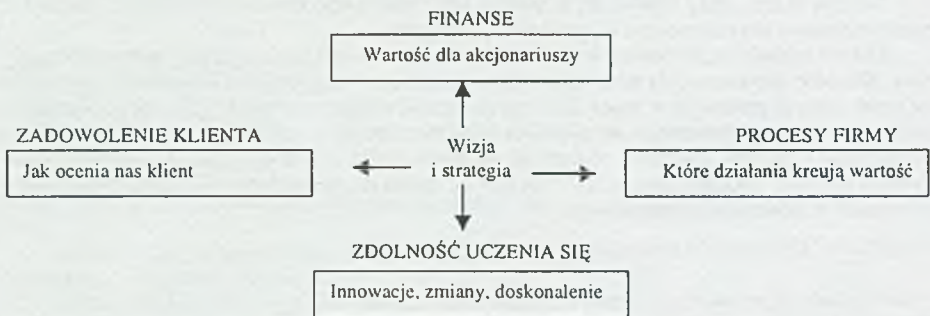 FINANSE
Wartość dla akcjonariuszy
ZADOWOLENIE KLIENTA
Jak ocenia nas klient
Wizja
i strategia
PROCESY FIRMY
Które działania kreują wartość
ZDOLNOŚĆ UCZENIA SIĘ
Innowacje, zmiany, doskonalenie